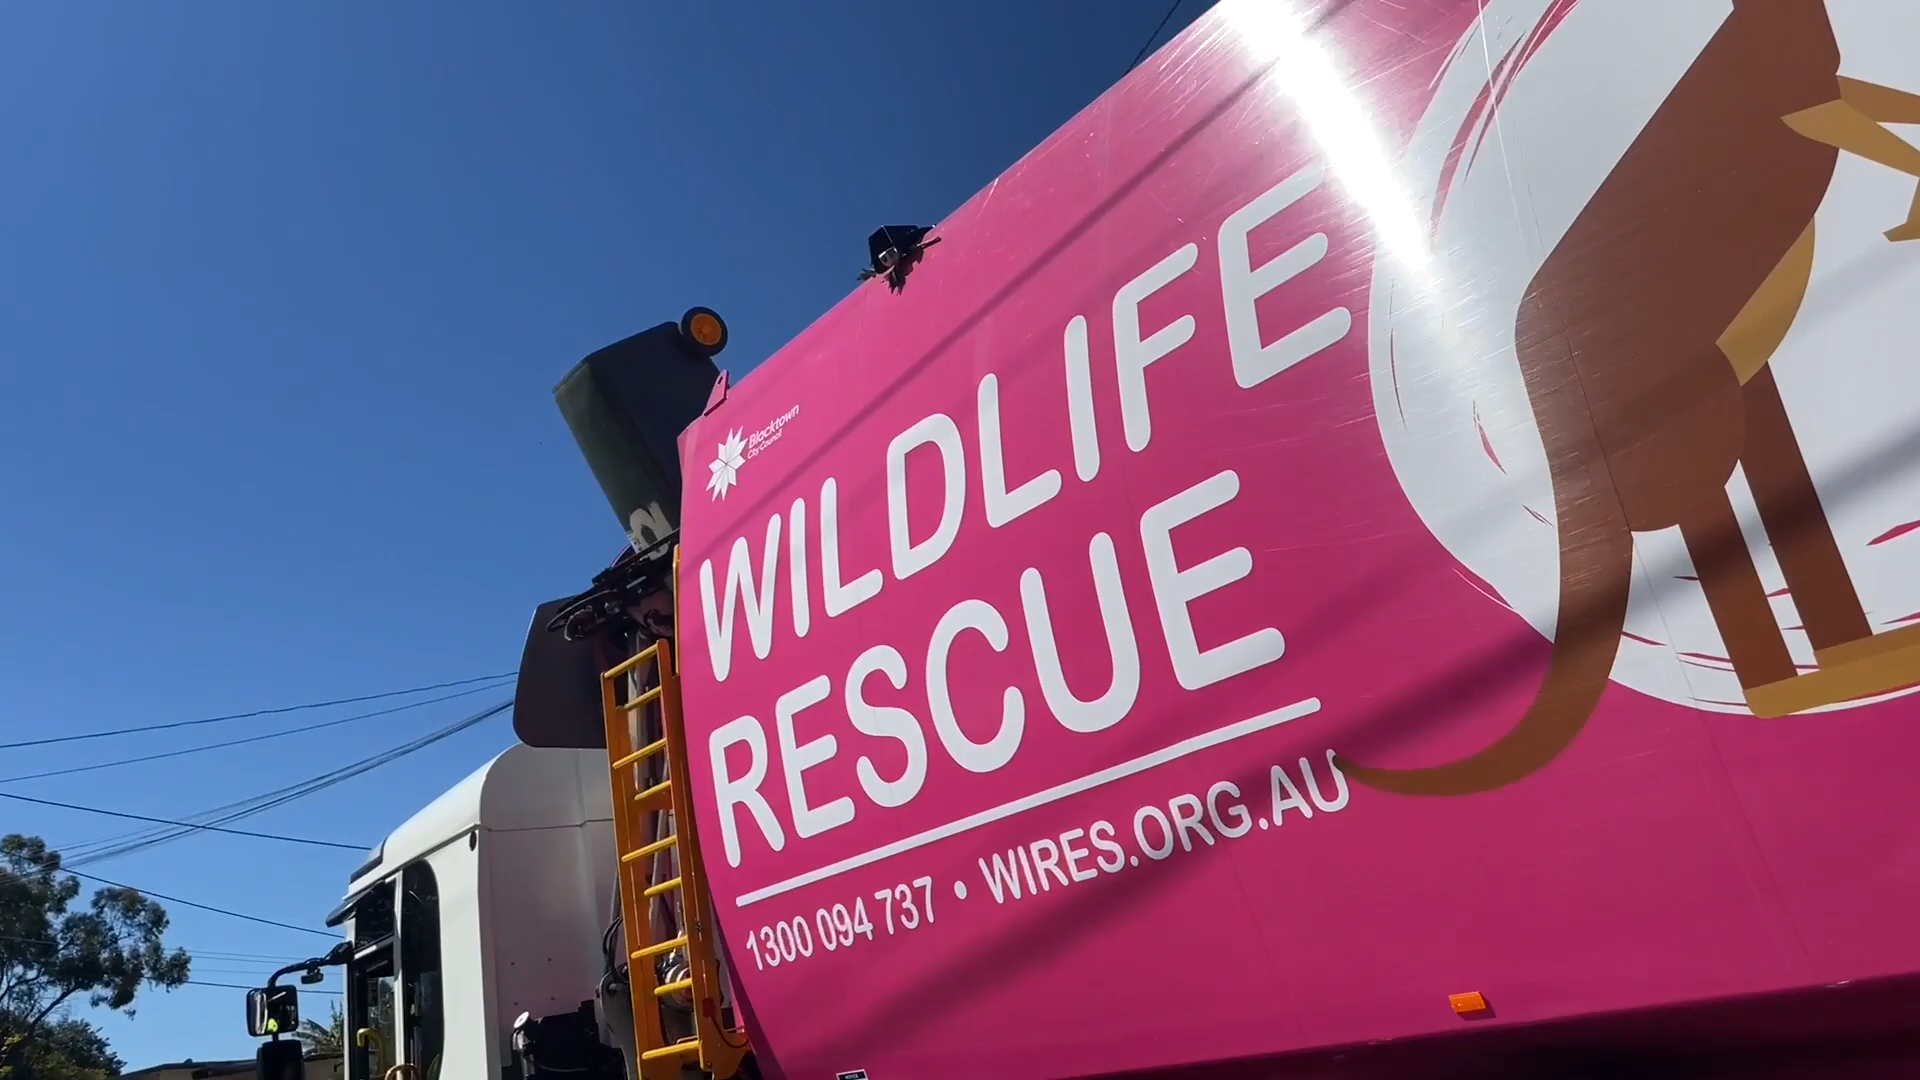 Blacktown
City Council
WILDLIFE
RESCUE
1300 094 737 • WIRES.ORG.AU